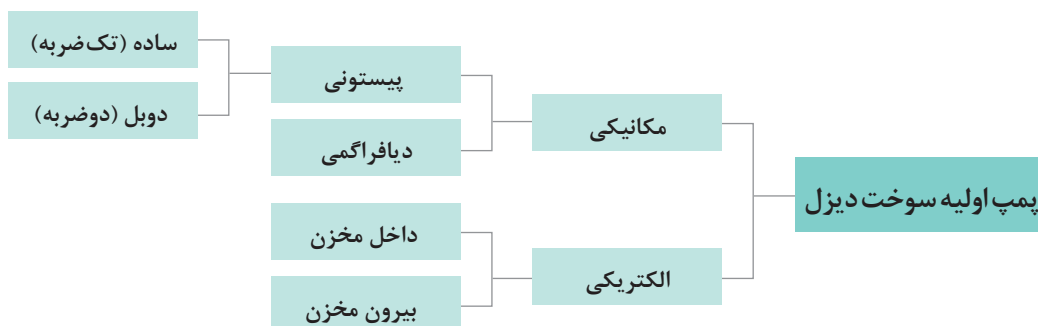 پمپ اولیه سوخت دیزل
مکانیکی
پیستونی
ساده (تک‌ضربه)
دوبل (دوضربه)
دیافراگمی
الکتریکی
داخل مخزن
بیرون مخزن